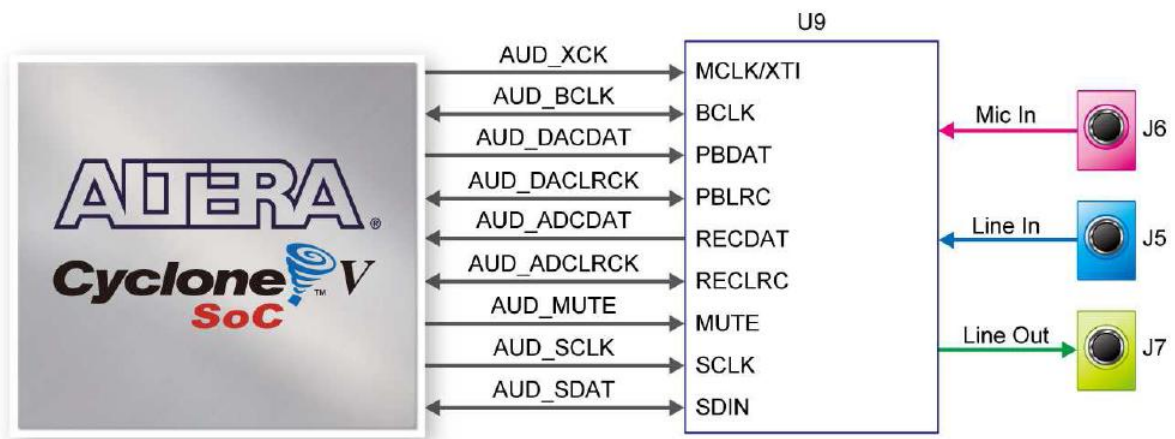 U9
AUD_XCK MCLK/XTI
AUD_BCLK BCLK
AUD_DACDAT PBDAT
AUD_DACLRCK PBLRC
AUD_ADCDAT RECDAT
AUD_ADCLRCK RECLRC
AUD_MUTE MUTE
AUD_SCLK SCLK
AUD_SDAT SDIN
ALTERA®
Cyclone™ V
SoC
Mic In J6
Line In J5
Line Out J7